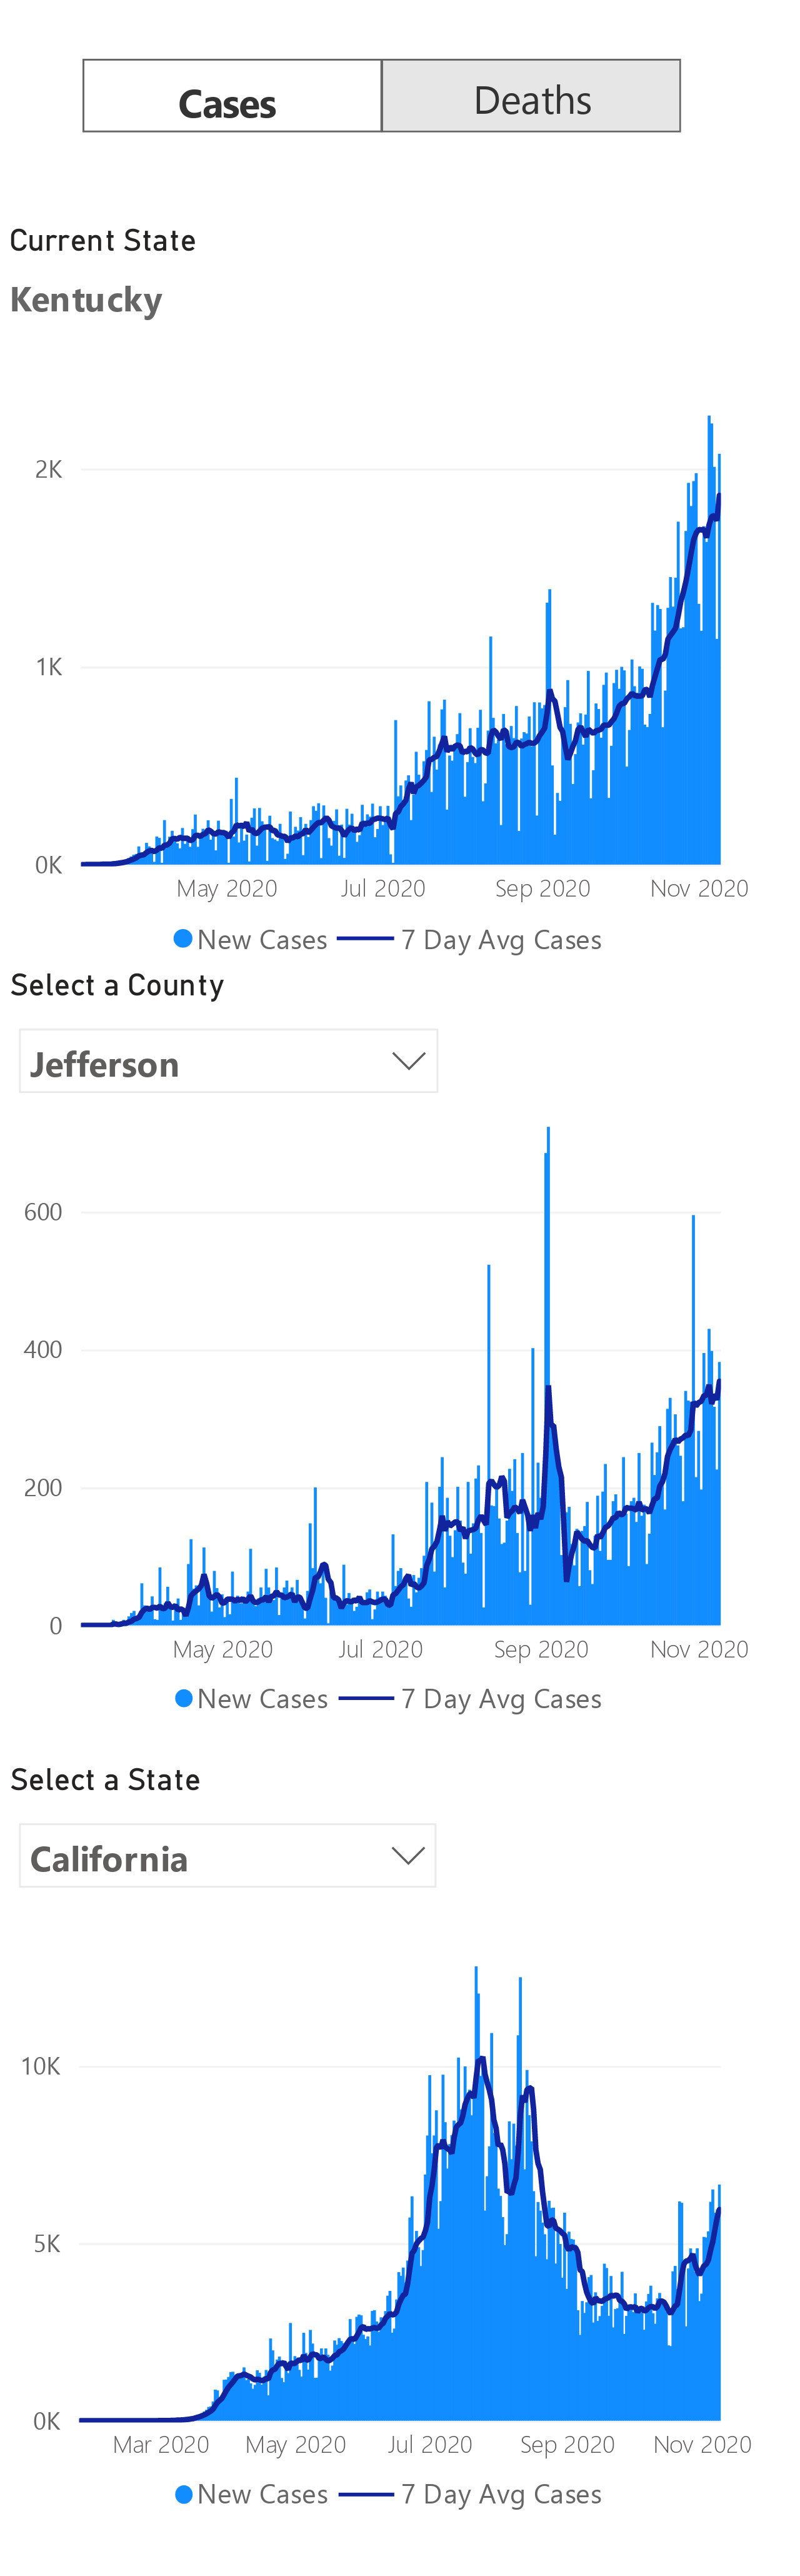 Cases Deaths
Current State
Kentucky
2K
1K
0K
May 2020 Jul 2020 Sep 2020 Nov 2020
New Cases 7 Day Avg Cases
Select a County
Jefferson
600
400
200
0
May 2020 Jul 2020 Sep 2020 Nov 2020
New Cases 7 Day Avg Cases
Select a State
California
10K
5K
0K
Mar 2020 May 2020 Jul 2020 Sep 2020 Nov 2020
New Cases 7 Day Avg Cases